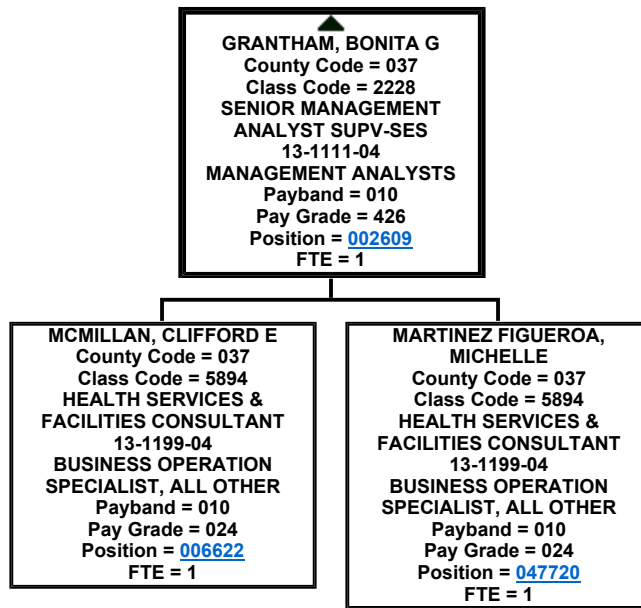 GRANTHAM, BONITA G
County Code = 037
Class Code = 2228
SENIOR MANAGEMENT
ANALYST SUPV-SES
13-1111-04
MANAGEMENT ANALYSTS
Payband = 010
Pay Grade = 426
Position = 002609
FTE = 1
MCMILLAN, CLIFFORD E
County Code = 037
Class Code = 5894
HEALTH SERVICES &
FACILITIES CONSULTANT
13-1199-04
BUSINESS OPERATION
SPECIALIST, ALL OTHER
Payband = 010
Pay Grade = 024
Position = 006622
FTE = 1
MARTINEZ FIGUEROA,
MICHELLE
County Code = 037
Class Code = 5894
HEALTH SERVICES &
FACILITIES CONSULTANT
13-1199-04
BUSINESS OPERATION
SPECIALIST, ALL OTHER
Payband = 010
Pay Grade = 024
Position = 047720
FTE = 1